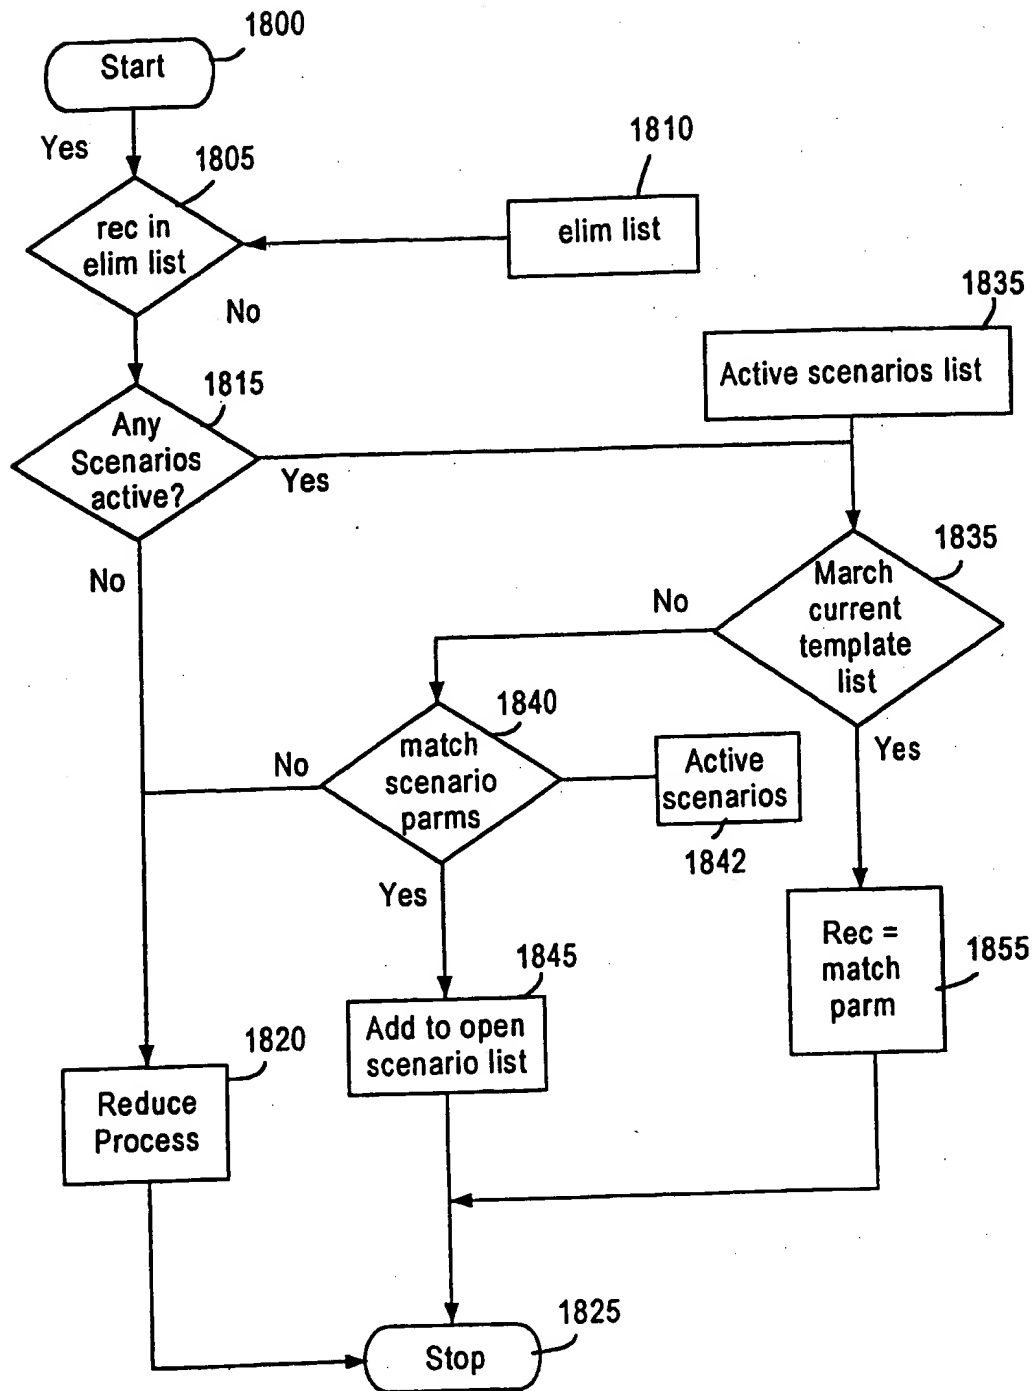 1800
Start
Yes
1805
1810
rec in
elim list
elim list
No
1835
Active scenarios list
1815
Any
Scenarios
active?
Yes
No
1835
March
current
template
list
No
Yes
1840
match
scenario
parms
No
Active
scenarios
1842
Yes
Rec =
match
parm
1855
1845
Add to open
scenario list
1820
Reduce
Process
1825
Stop